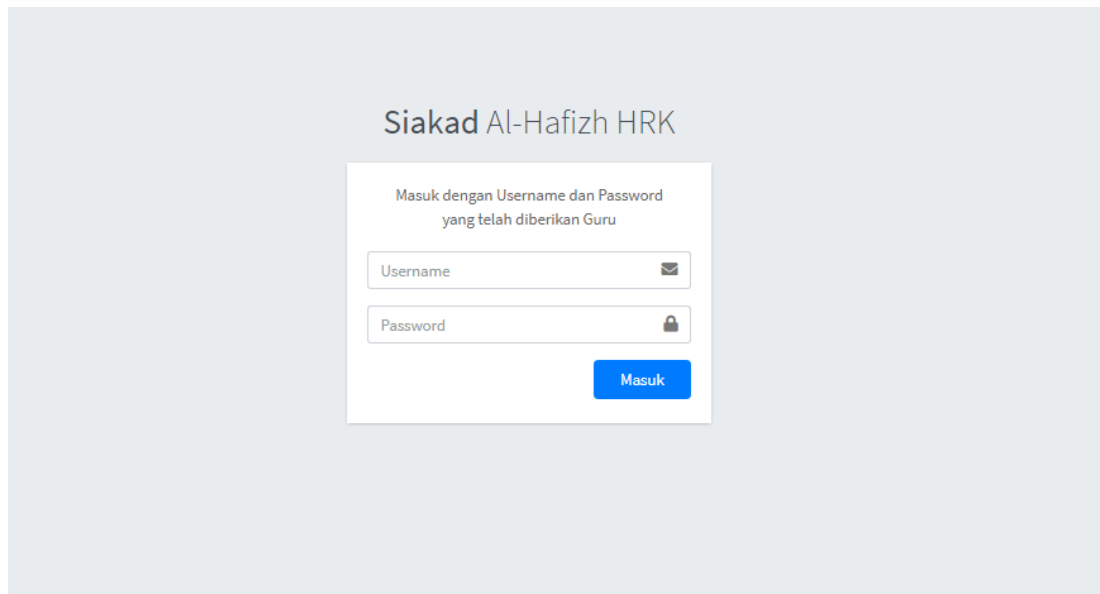 Siakad Al-Hafizh HRK
Masuk dengan Username dan Password
yang telah diberikan Guru
Username
Password
Masuk